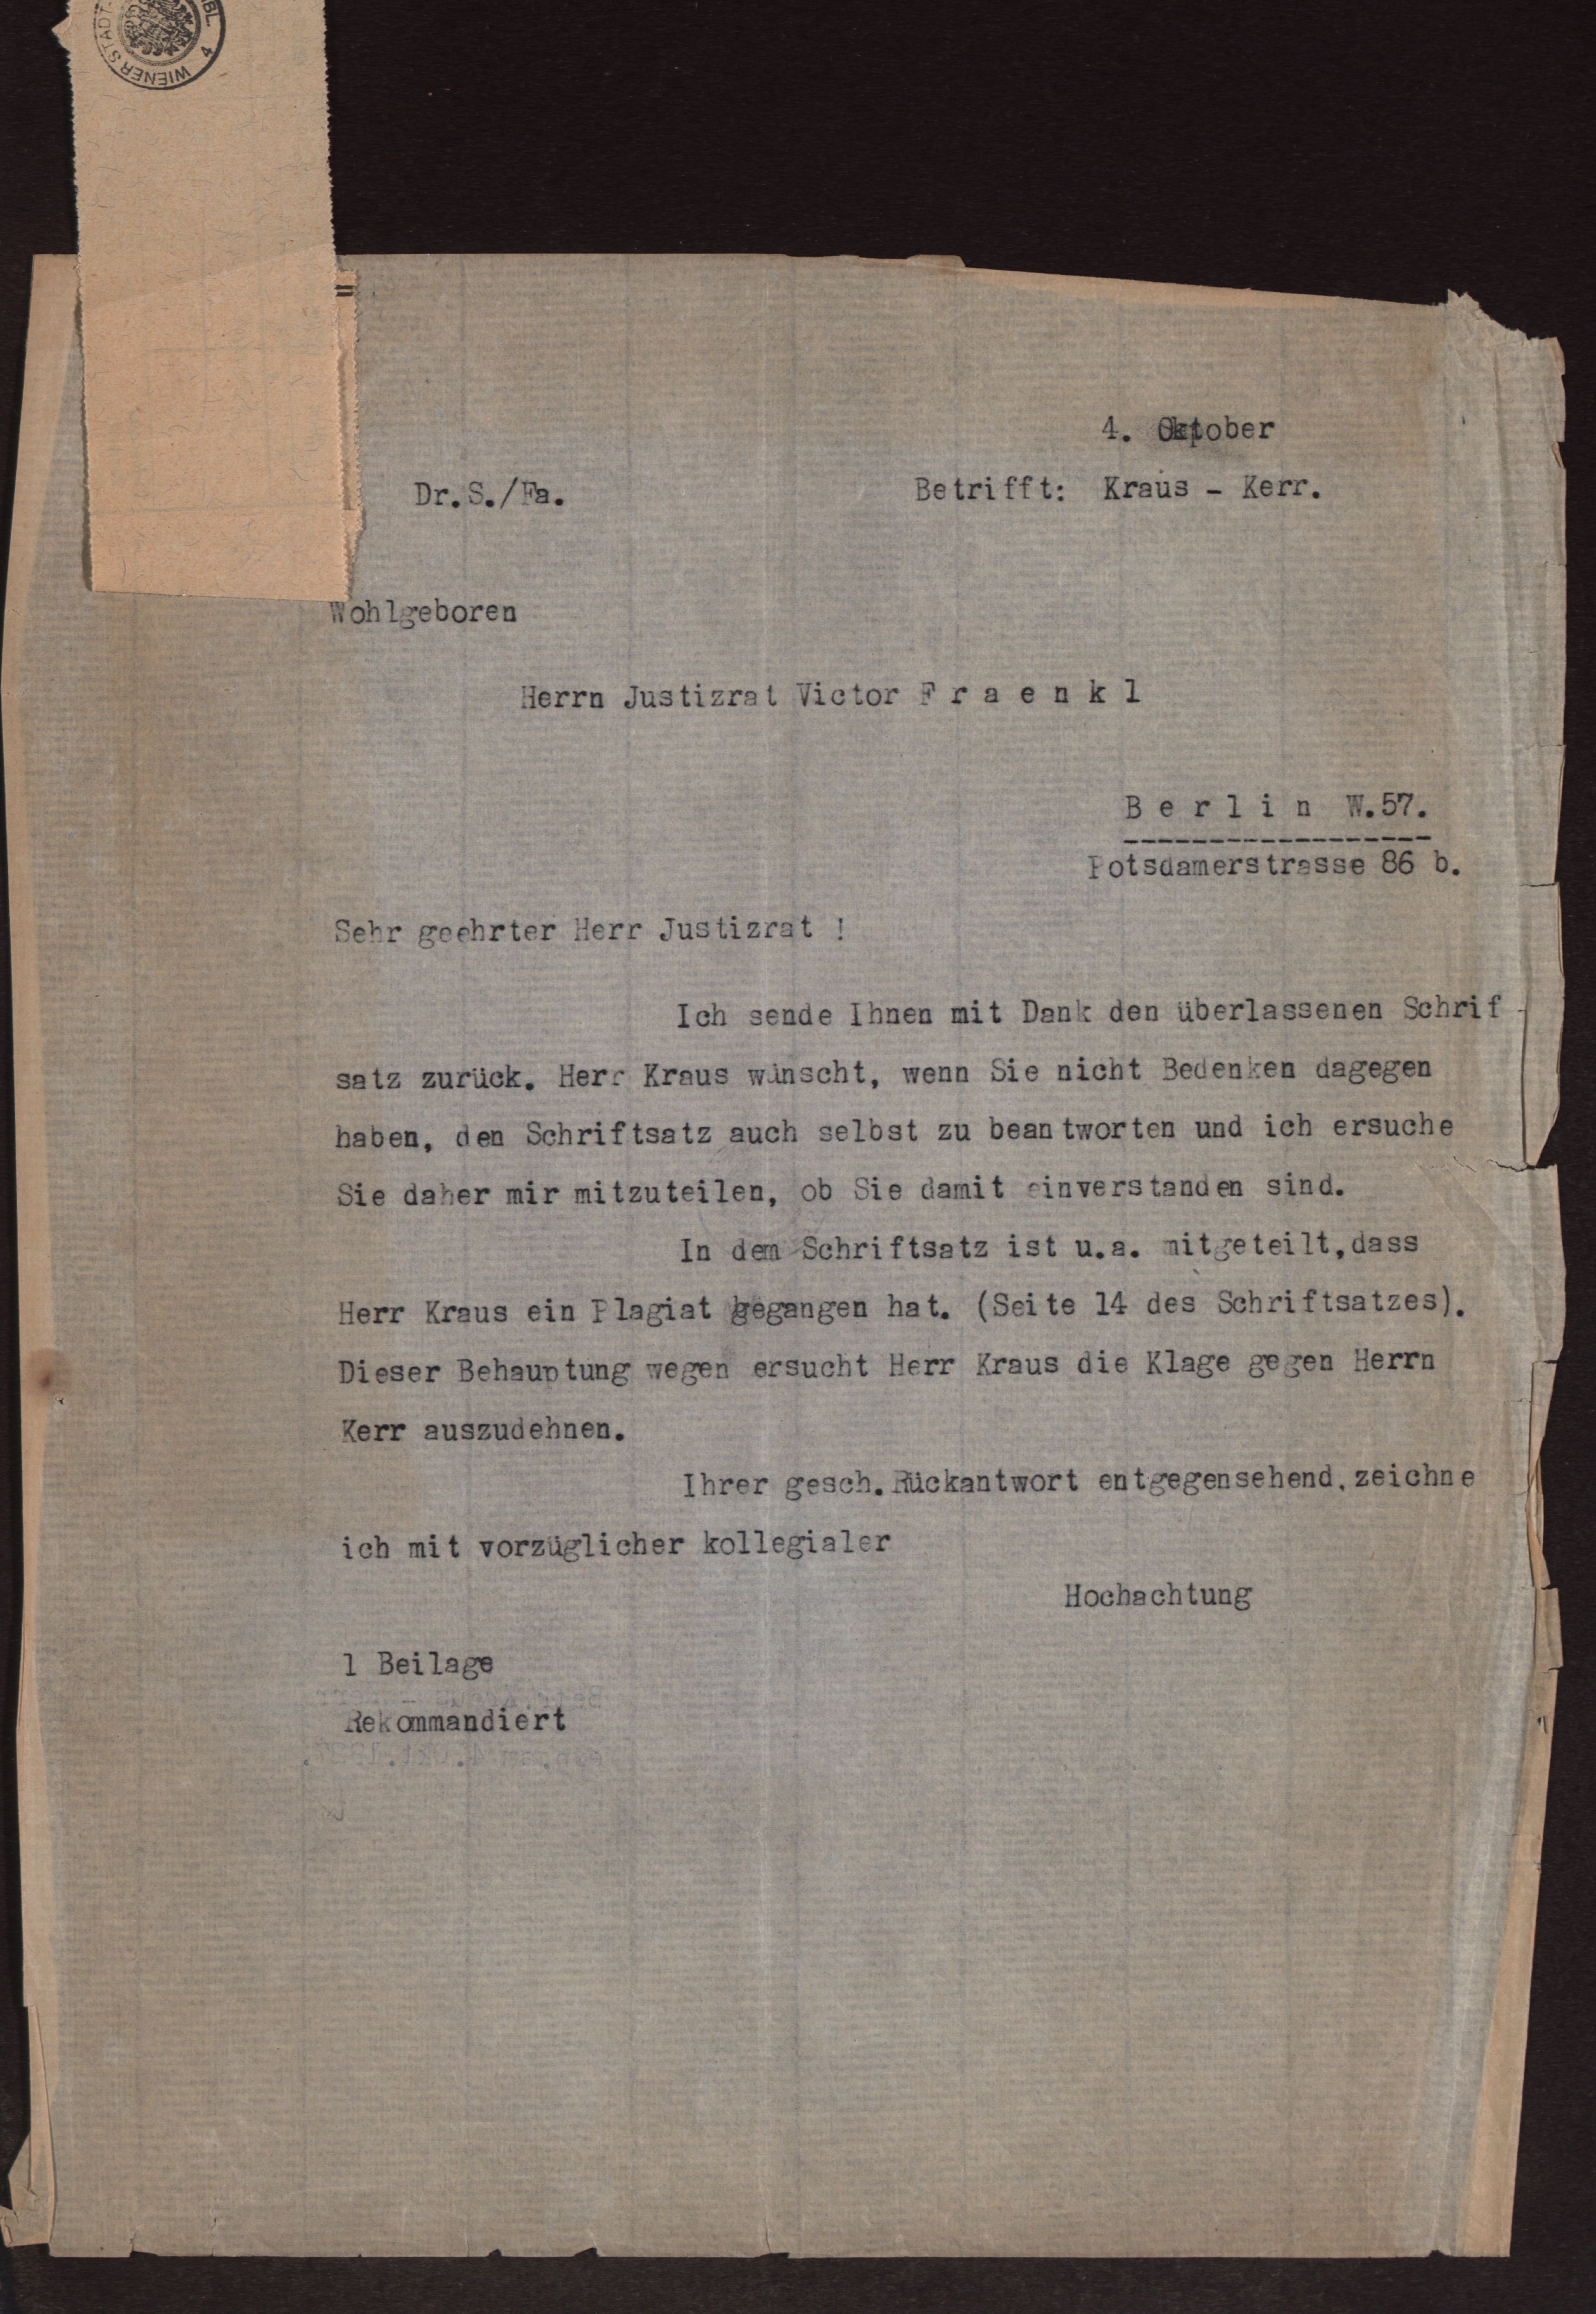 WIENER STADT
BL. 4
=
4. Oktober
Dr.S./Fa.
Betrifft: Kraus - Kerr.
Wohlgeboren
Herrn Justizrat Victor F r a e n k l
B e r l i n W.57.
------------------
Potsdamerstrasse 86 b.
Sehr geehrter Herr Justizrat !
Ich sende Ihnen mit Dank den überlassenen Schrif-
satz zurück. Herr Kraus wünscht, wenn Sie nicht Bedenken dagegen
haben, den Schriftsatz auch selbst zu beantworten und ich ersuche
Sie daher mir mitzuteilen, ob Sie damit einverstanden sind.
In dem Schriftsatz ist u.a. mitgeteilt,dass
Herr Kraus ein Plagiat begangen hat. (Seite 14 des Schriftsatzes).
Dieser Behauptung wegen ersucht Herr Kraus die Klage gegen Herrn
Kerr auszudehnen.
Ihrer gesch.Rückantwort entgegensehend,zeichne
ich mit vorzüglicher kollegialer
Hochachtung
1 Beilage
Rekommandiert